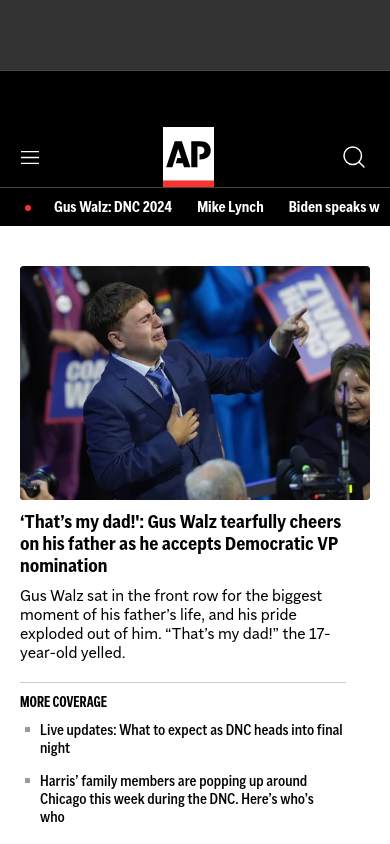 AP
Gus Walz: DNC 2024 Mike Lynch Biden speaks w
COA
W
WALZ
‘That’s my dad!’: Gus Walz tearfully cheers
on his father as he accepts Democratic VP
nomination
Gus Walz sat in the front row for the biggest
moment of his father’s life, and his pride
exploded out of him. “That’s my dad!” the 17-
year-old yelled.
MORE COVERAGE
Live updates: What to expect as DNC heads into final
night
Harris’ family members are popping up around
Chicago this week during the DNC. Here’s who’s
who